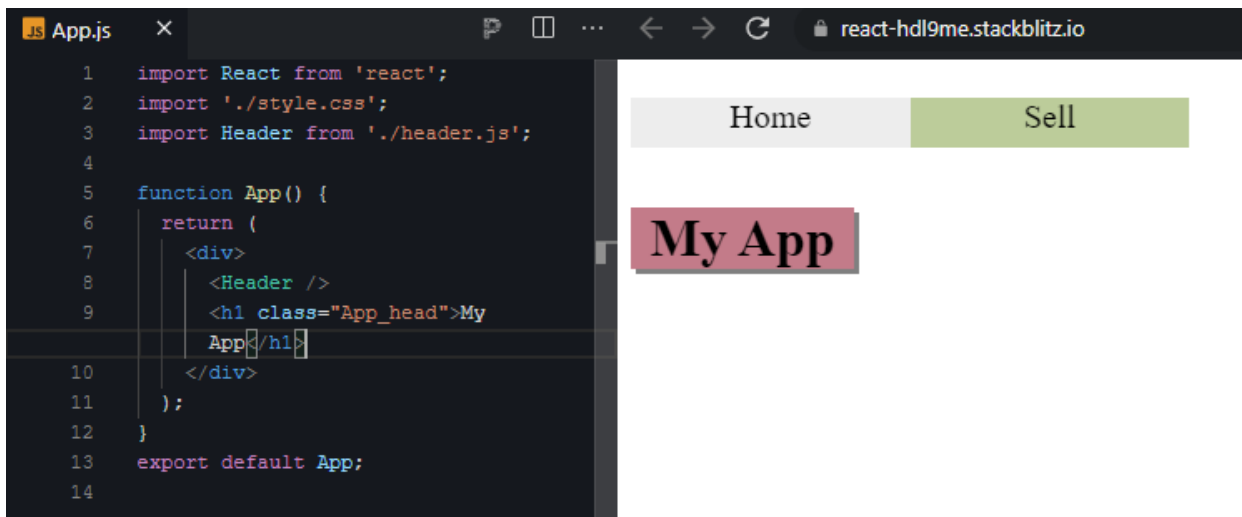 JS App.js × ··· react-hdl9me.stackblitz.io
1 import React from 'react';
2 import './style.css';
3 import Header from './header.js';
4
5 function App() {
6 return (
7 <div>
8 <Header />
9 <h1 class="App_head">My
App</h1>
10 </div>
11 );
12 }
13 export default App;
14
Home Sell
My App